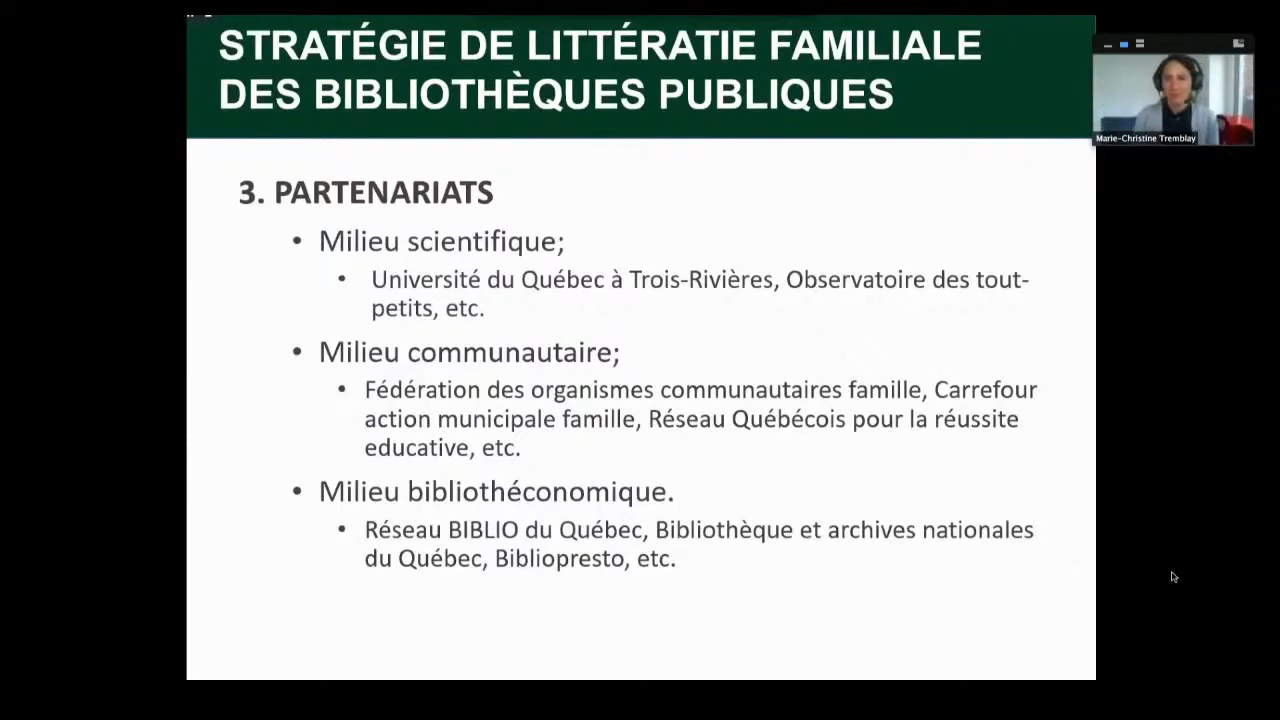 STRATÉGIE DE LITTÉRATIE FAMILIALE
DES BIBLIOTHÈQUES PUBLIQUES
Marie-Christine Tremblay
3. PARTENARIATS
• Milieu scientifique;
• Université du Québec à Trois-Rivières, Observatoire des tout-
petits, etc.
• Milieu communautaire;
• Fédération des organismes communautaires famille, Carrefour
action municipale famille, Réseau Québécois pour la réussite
educative, etc.
• Milieu bibliothéconomique.
• Réseau BIBLIO du Québec, Bibliothèque et archives nationales
du Québec, Bibliopresto, etc.